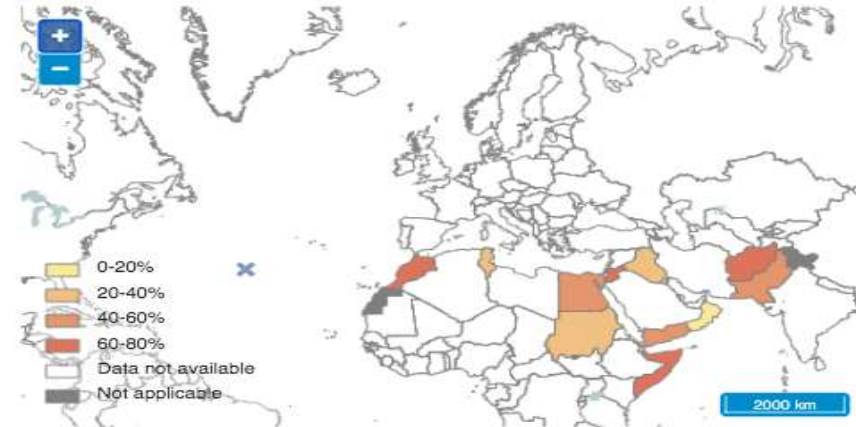 +
−
0-20%
20-40%
40-60%
60-80%
Data not available
Not applicable
2000 km